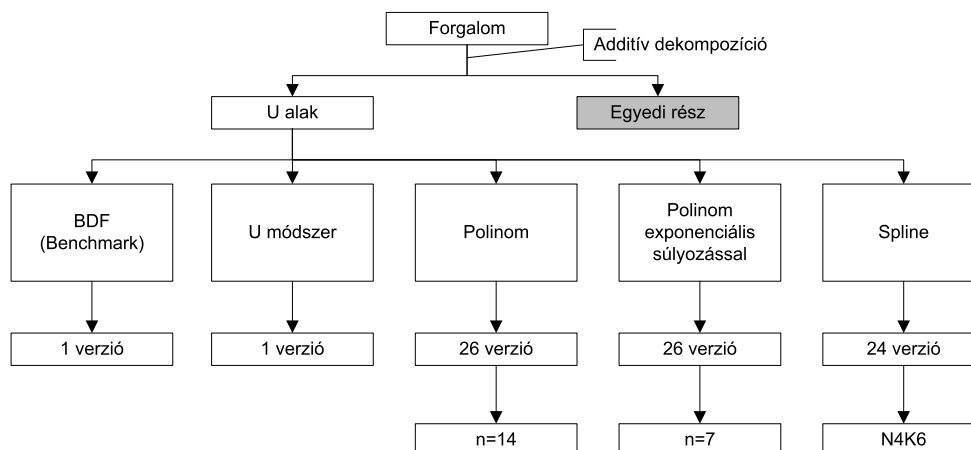 Forgalom
Additív dekompozíció
U alak
Egyedi rész
BDF
(Benchmark)
U módszer
Polinom
Polinom
exponenciális
súlyozással
Spline
1 verzió
1 verzió
26 verzió
26 verzió
24 verzió
n=14
n=7
N4K6